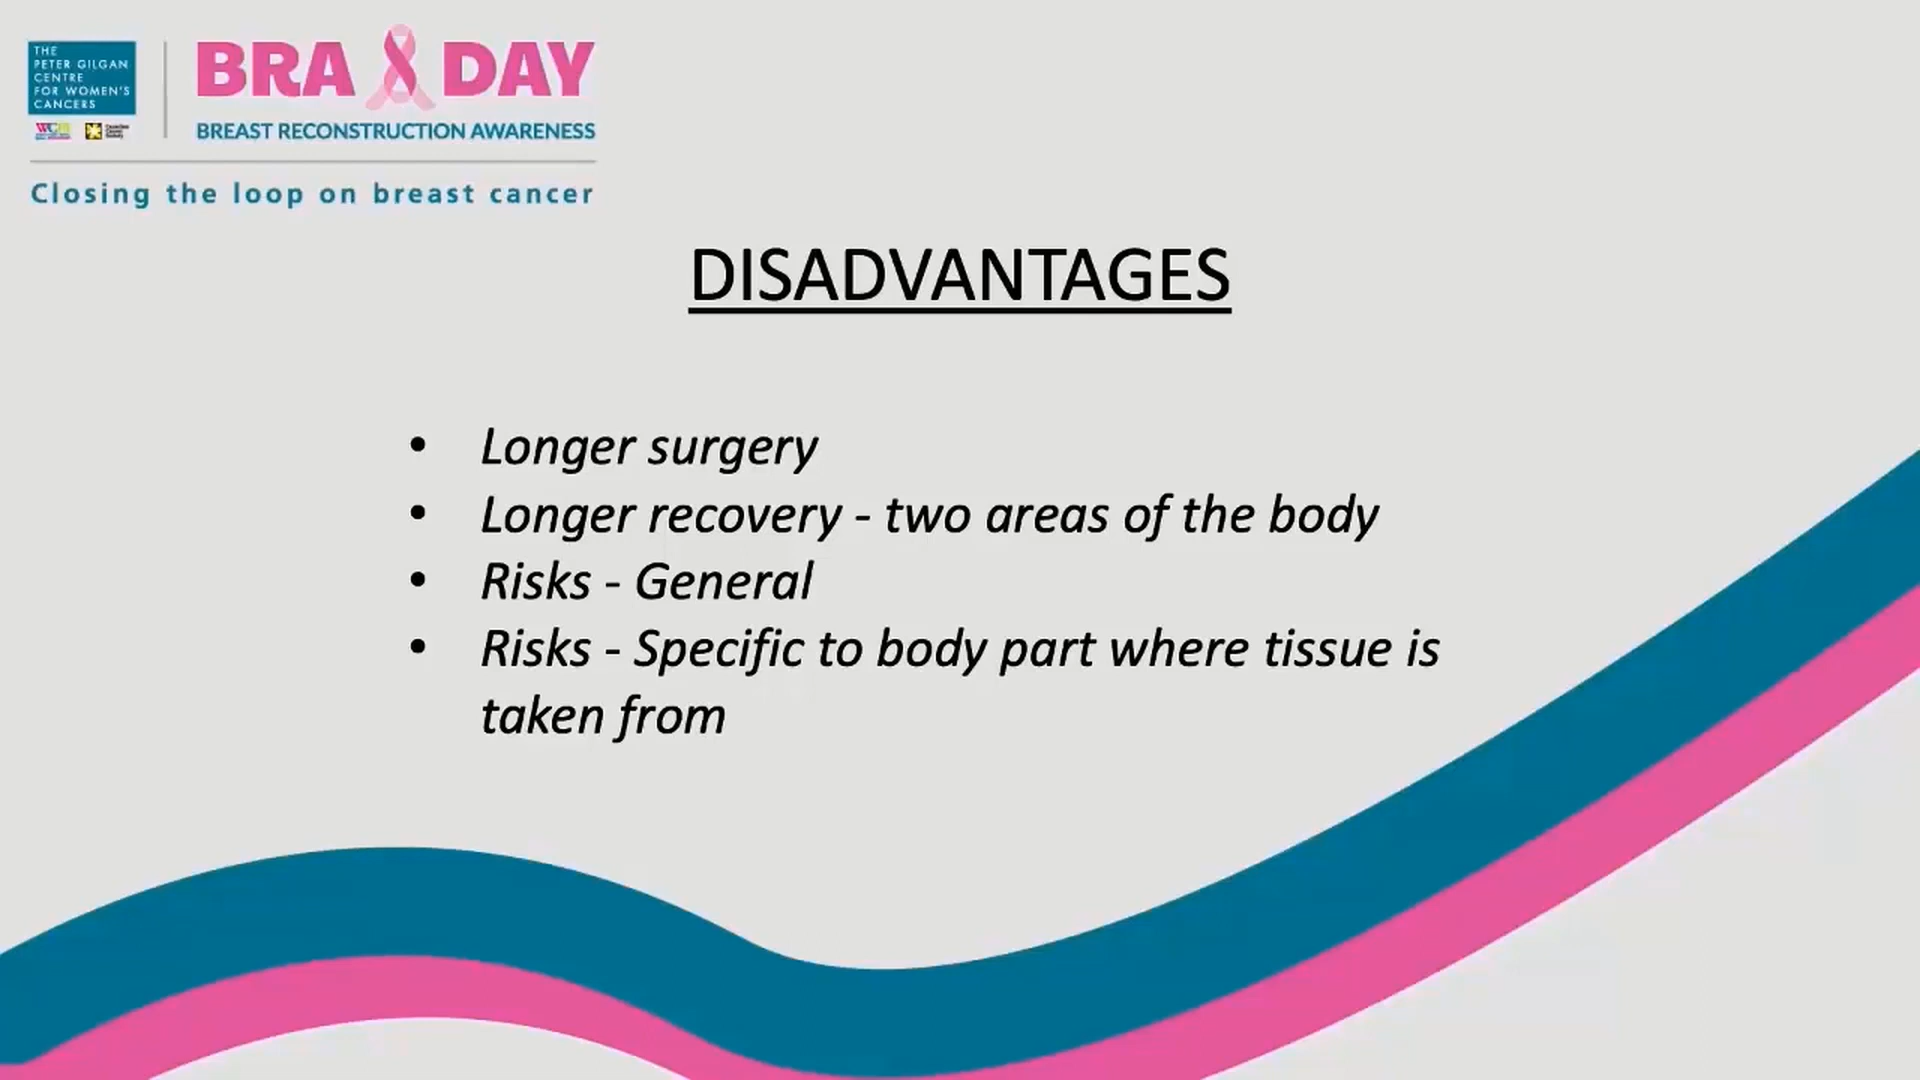 THE
PETER GILGAN
CENTRE
FOR WOMEN'S
CANCERS
BRA DAY
BREAST RECONSTRUCTION AWARENESS
Closing the loop on breast cancer
DISADVANTAGES
• Longer surgery
• Longer recovery - two areas of the body
• Risks - General
• Risks - Specific to body part where tissue is
taken from